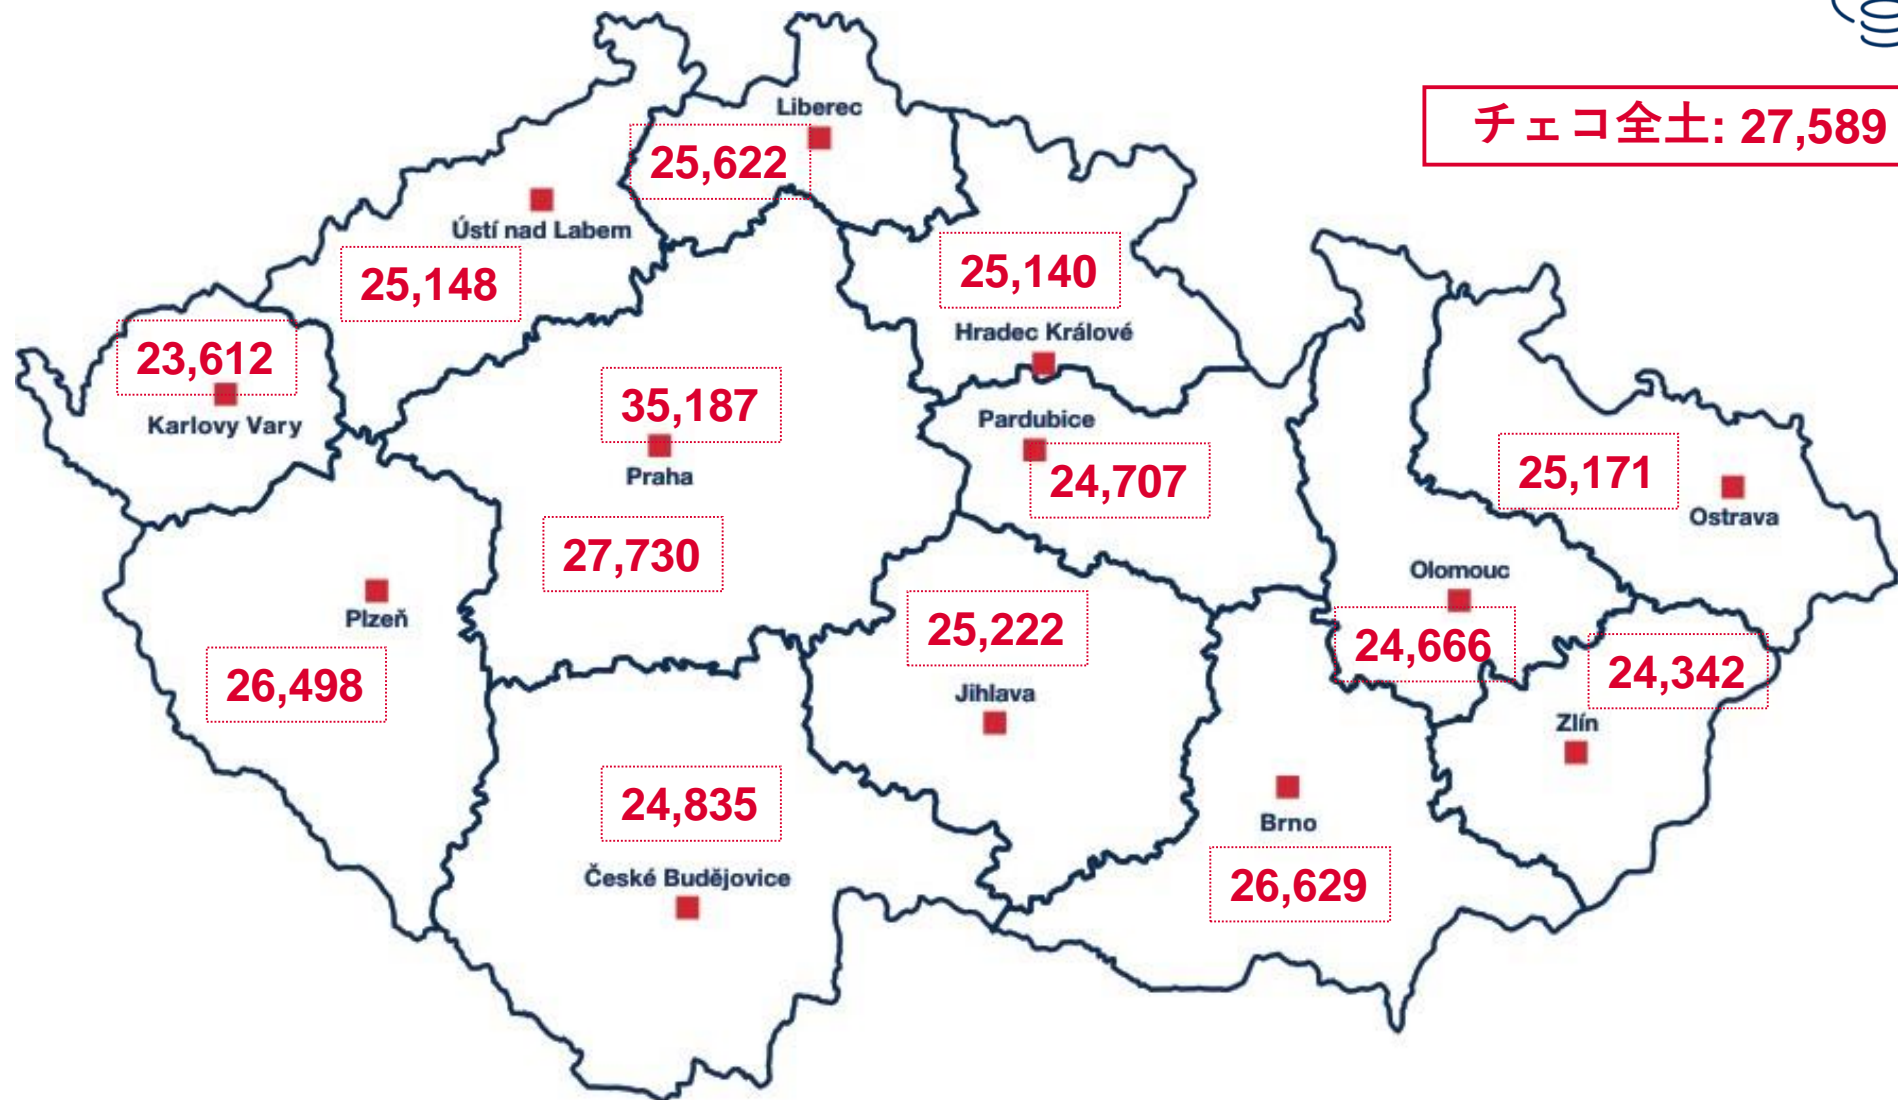 Liberec
チェコ全土: 27,589
25,622
Ústí nad Labem
25,148
25,140
Hradec Králové
23,612
Karlovy Vary
35,187
Praha
Pardubice
24,707
25,171
Ostrava
27,730
Plzeň
26,498
25,222
Jihlava
Olomouc
24,666
24,342
Zlín
24,835
České Budějovice
Brno
26,629